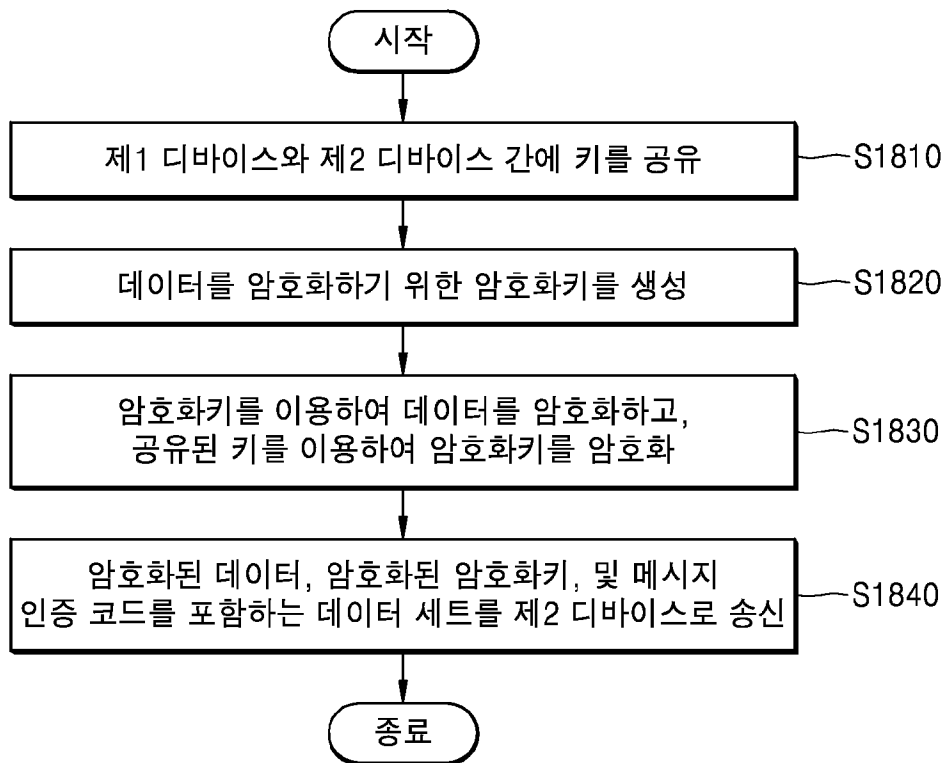 시작
제1 디바이스와 제2 디바이스 간에 키를 공유
S1810
데이터를 암호화하기 위한 암호화키를 생성
S1820
암호화키를 이용하여 데이터를 암호화하고,
공유된 키를 이용하여 암호화키를 암호화
S1830
암호화된 데이터, 암호화된 암호화키, 및 메시지
인증 코드를 포함하는 데이터 세트를 제2 디바이스로 송신
S1840
종료